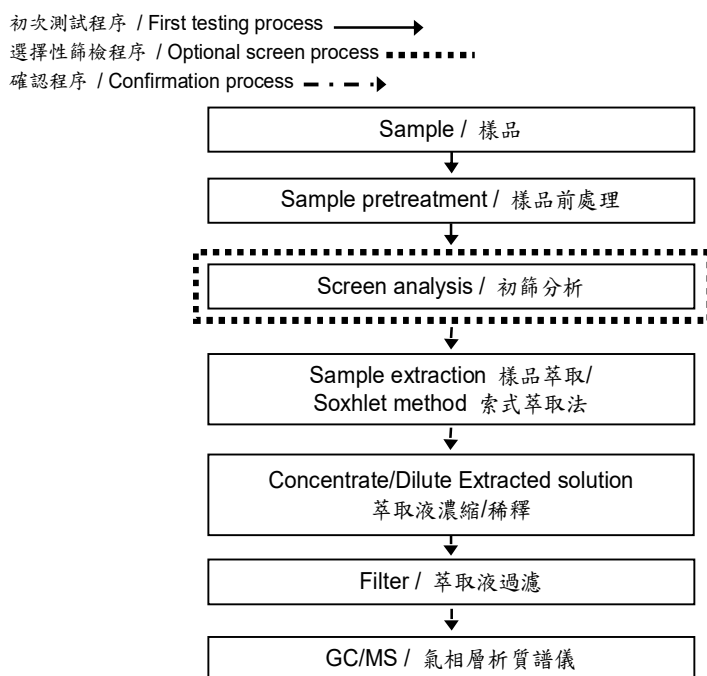 初次測試程序 / First testing process
選擇性篩檢程序 / Optional screen process
確認程序 / Confirmation process
Sample / 樣品
Sample pretreatment / 樣品前處理
Screen analysis / 初篩分析
Sample extraction 樣品萃取/
Soxhlet method 索式萃取法
Concentrate/Dilute Extracted solution
萃取液濃縮/稀釋
Filter / 萃取液過濾
GC/MS / 氣相層析質譜儀